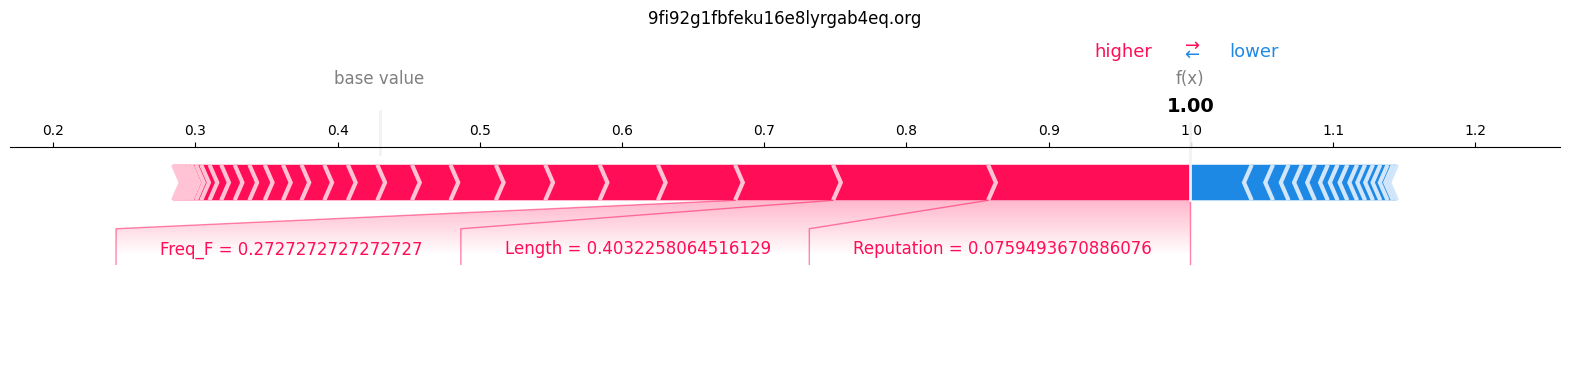 9fi92g1fbfeku16e8lyrgab4eq.org
higher ⇄ lower
base value f(x)
1.00
0.2 0.3 0.4 0.5 0.6 0.7 0.8 0.9 1.0 1.1 1.2
Freq_F = 0.2727272727272727 Length = 0.4032258064516129 Reputation = 0.0759493670886076